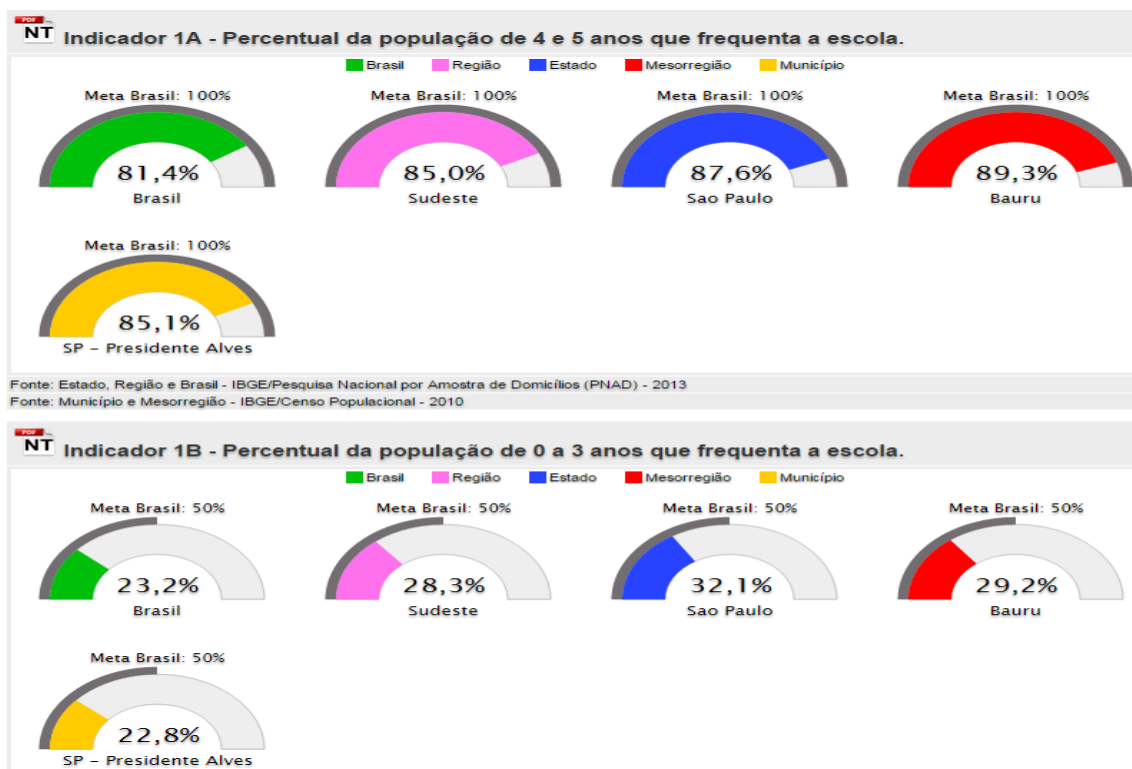 PDF
NT Indicador 1A - Percentual da população de 4 e 5 anos que frequenta a escola.
Brasil Região Estado Mesorregião Município
Meta Brasil: 100% Meta Brasil: 100% Meta Brasil: 100% Meta Brasil: 100%
81,4% 85,0% 87,6% 89,3%
Brasil Sudeste Sao Paulo Bauru
Meta Brasil: 100%
85,1%
SP – Presidente Alves
Fonte: Estado, Região e Brasil - IBGE/Pesquisa Nacional por Amostra de Domicílios (PNAD) - 2013
Fonte: Município e Mesorregião - IBGE/Censo Populacional - 2010
PDF
NT Indicador 1B - Percentual da população de 0 a 3 anos que frequenta a escola.
Brasil Região Estado Mesorregião Município
Meta Brasil: 50% Meta Brasil: 50% Meta Brasil: 50% Meta Brasil: 50%
23,2% 28,3% 32,1% 29,2%
Brasil Sudeste Sao Paulo Bauru
Meta Brasil: 50%
22,8%
SP – Presidente Alves